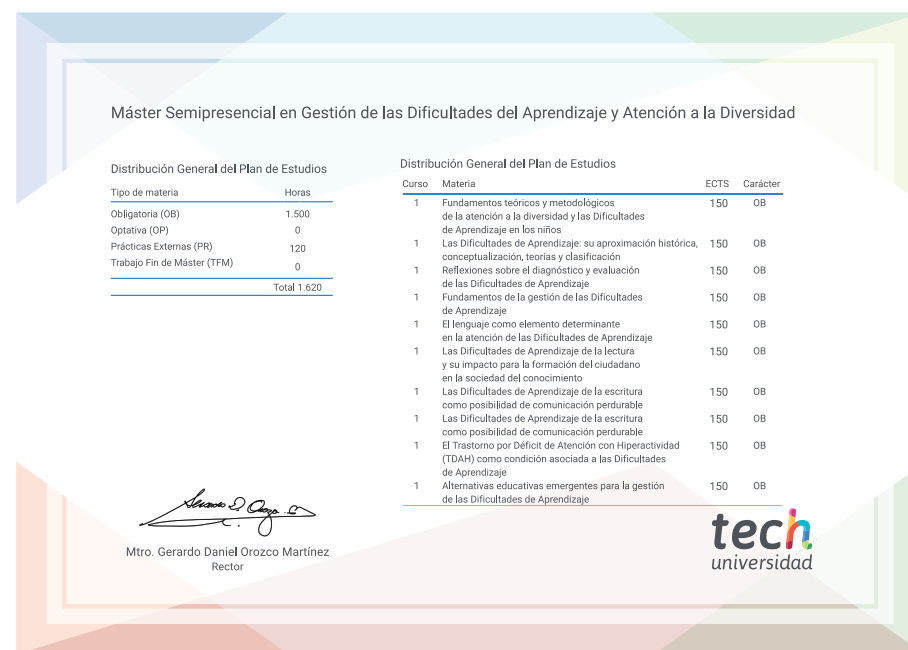 Máster Semipresencial en Gestión de las Dificultades del Aprendizaje y Atención a la Diversidad
Distribución General del Plan de Estudios
Tipo de materia Horas
Obligatoria (OB) 1.500
Optativa (OP) 0
Prácticas Externas (PR) 120
Trabajo Fin de Máster (TFM) 0
Total 1.620
Distribución General del Plan de Estudios
Curso Materia ECTS Carácter
1 Fundamentos teóricos y metodológicos 150 OB
de la atención a la diversidad y las Dificultades
de Aprendizaje en los niños
1 Las Dificultades de Aprendizaje: su aproximación histórica, 150 OB
conceptualización, teorías y clasificación
1 Reflexiones sobre el diagnóstico y evaluación 150 OB
de las Dificultades de Aprendizaje
1 Fundamentos de la gestión de las Dificultades 150 OB
de Aprendizaje
1 El lenguaje como elemento determinante 150 OB
en la atención de las Dificultades de Aprendizaje
1 Las Dificultades de Aprendizaje de la lectura 150 OB
y su impacto para la formación del ciudadano
en la sociedad del conocimiento
1 Las Dificultades de Aprendizaje de la escritura 150 OB
como posibilidad de comunicación perdurable
1 Las Dificultades de Aprendizaje de la escritura 150 OB
como posibilidad de comunicación perdurable
1 El Trastorno por Déficit de Atención con Hiperactividad 150 OB
(TDAH) como condición asociada a las Dificultades
de Aprendizaje
1 Alternativas educativas emergentes para la gestión 150 OB
de las Dificultades de Aprendizaje
Mtro. Gerardo Daniel Orozco Martínez
Rector
tech
universidad